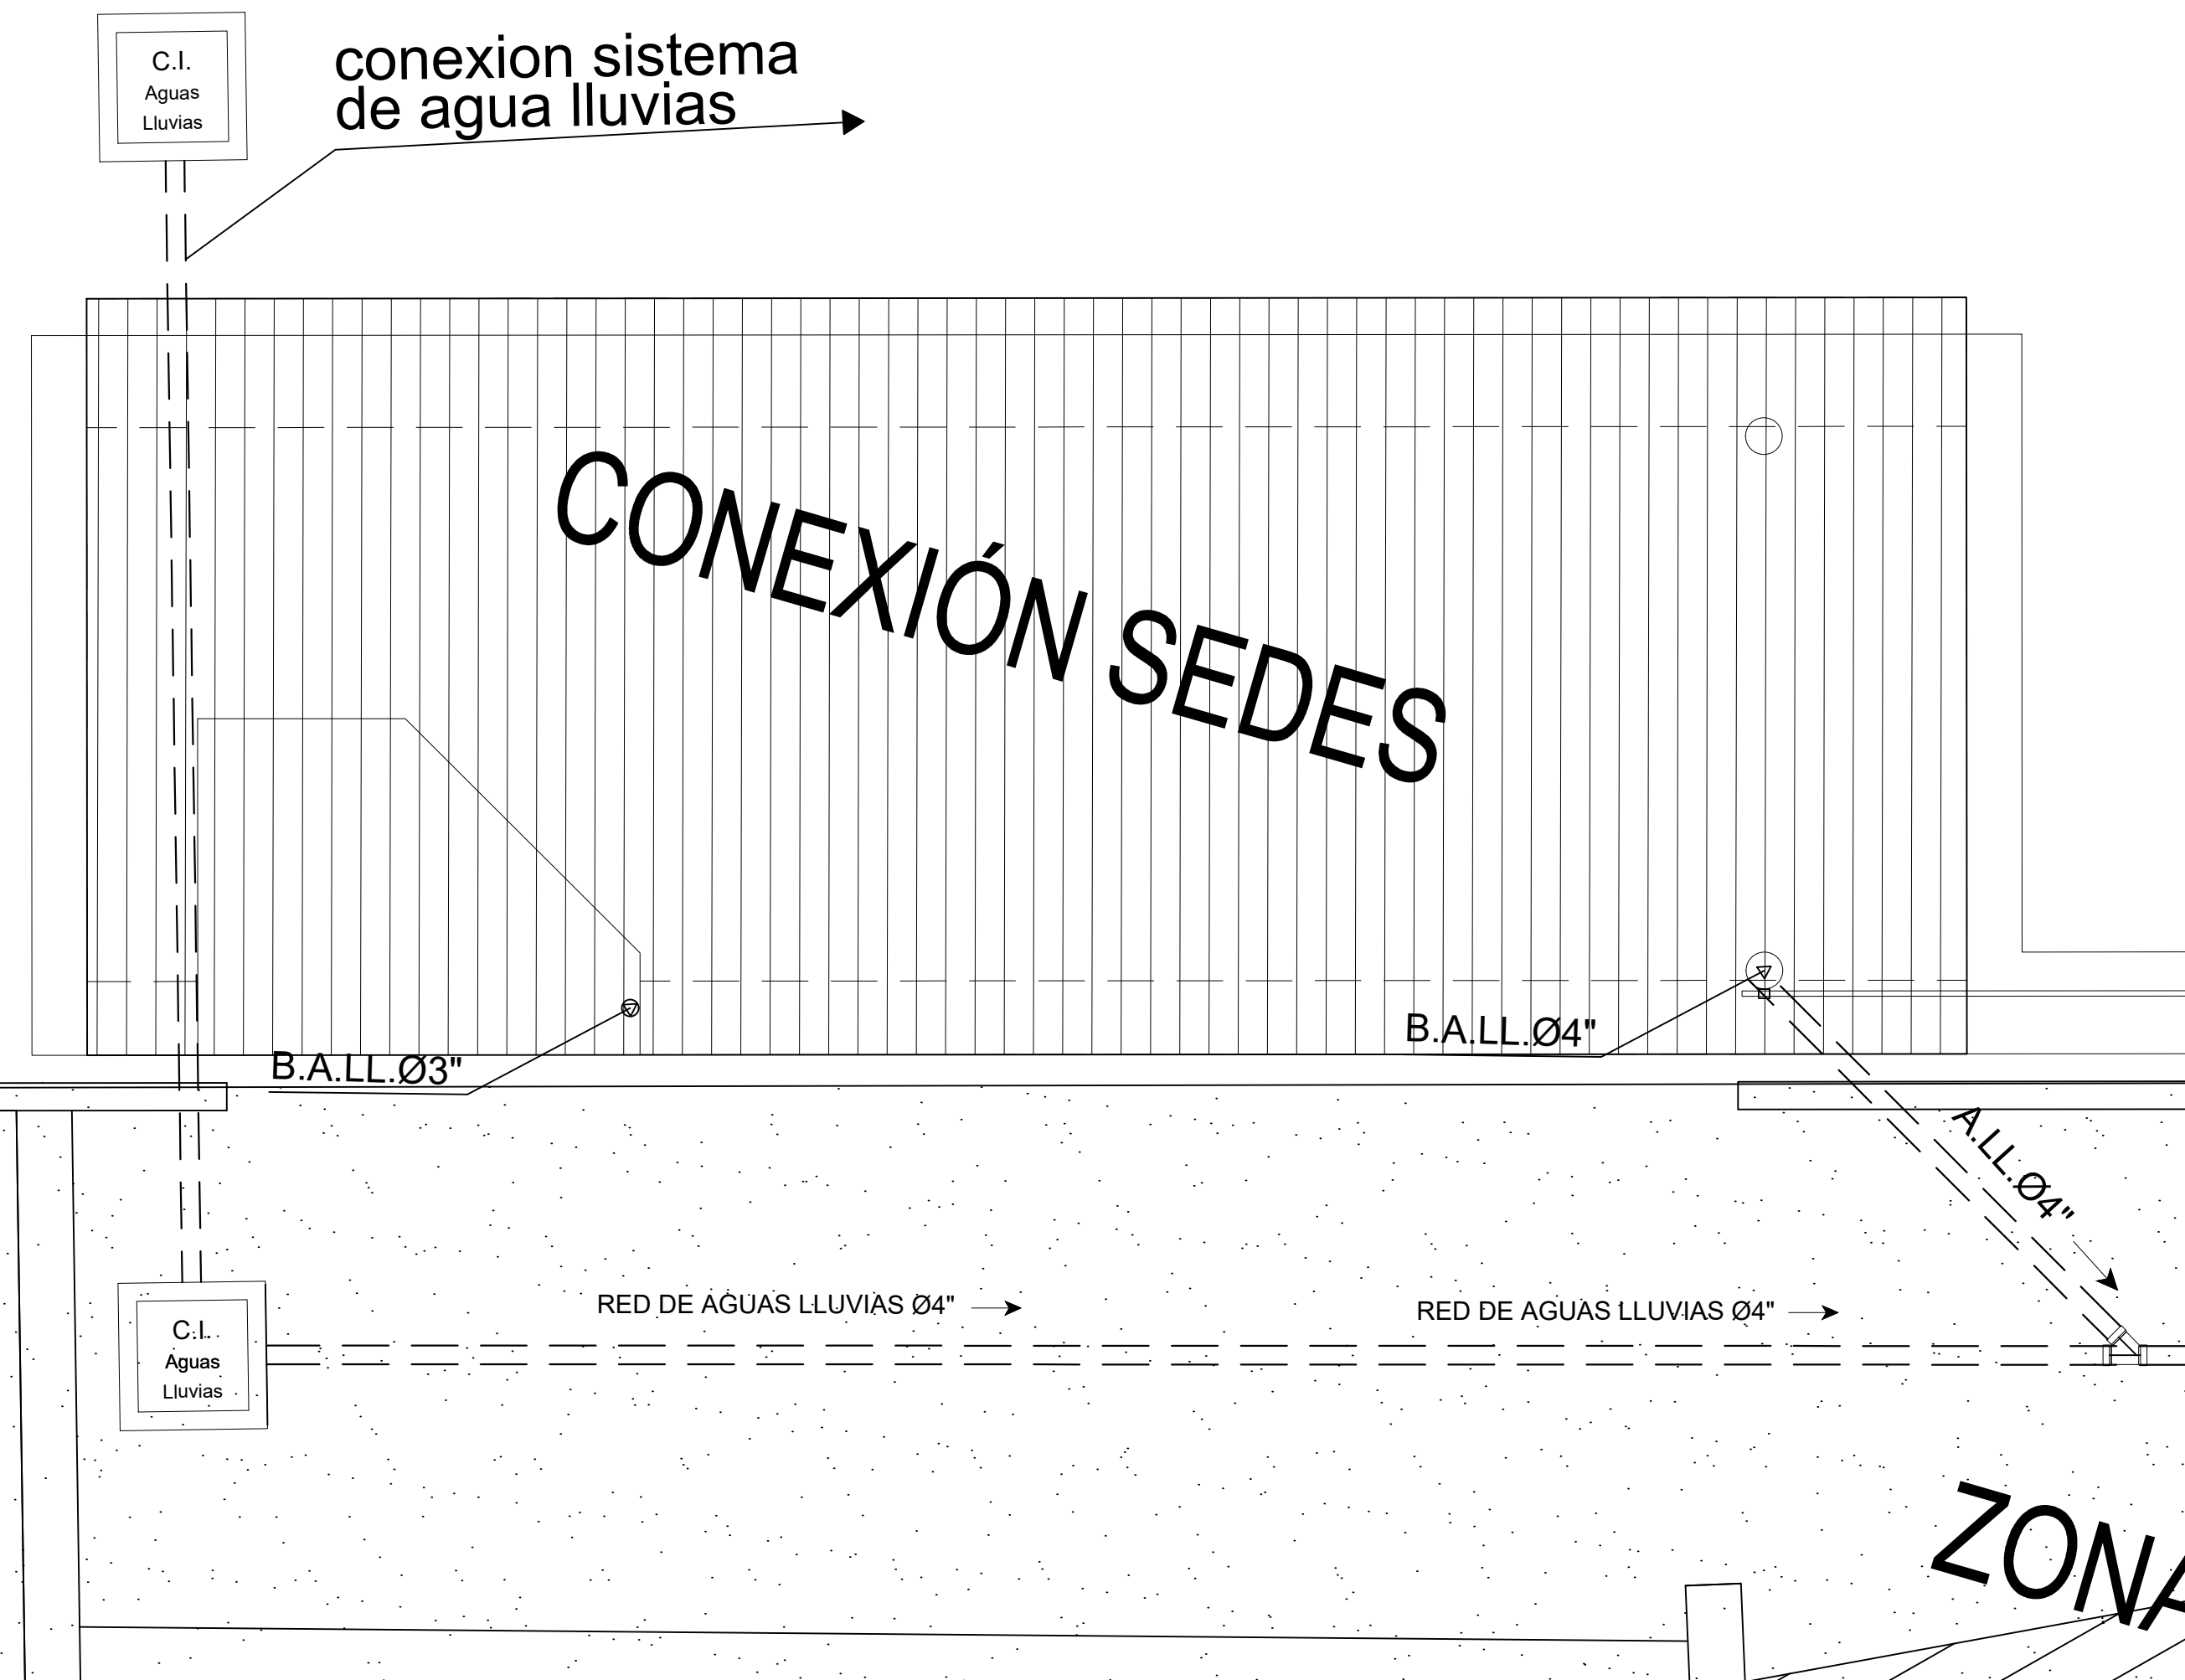 C.I.
Aguas
Lluvias
conexion sistema
de agua lluvias
CONEXIÓN SEDES
B.A.LL.Ø3"
B.A.LL.Ø4"
A.LL.Ø4"
RED DE AGUAS LLUVIAS Ø4"
RED DE AGUAS LLUVIAS Ø4"
C.I.
Aguas
Lluvias
ZONA